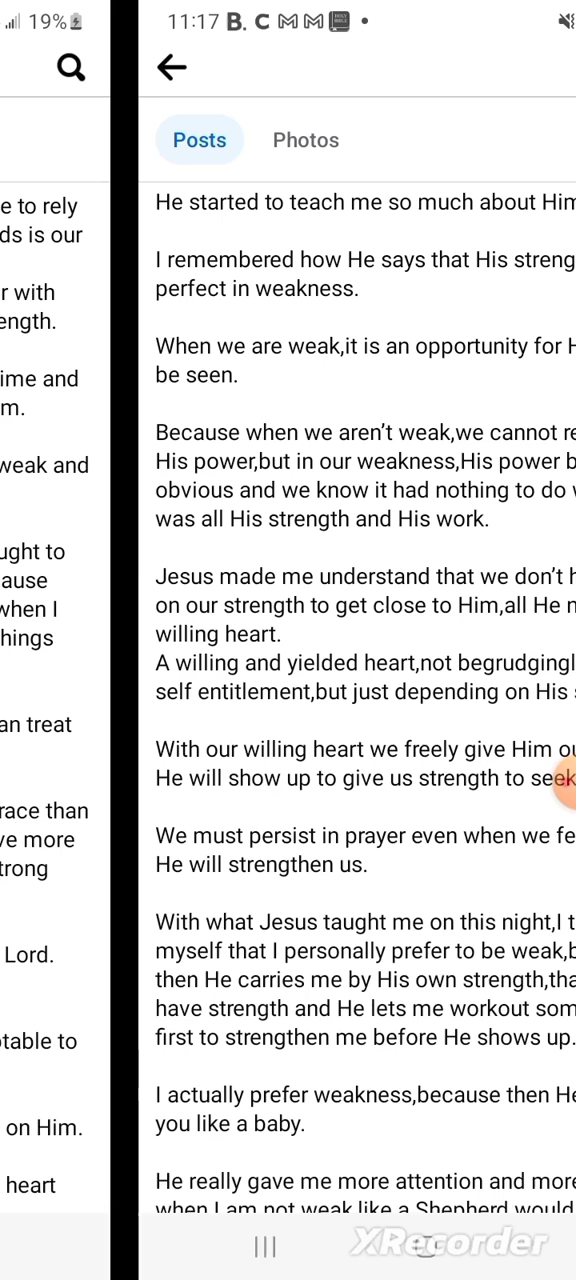 19%
e to rely
ds is our
r with
ength.
ime and
m.
weak and
ught to
ause
when I
hings
an treat
race than
ve more
trong
Lord.
table to
on Him.
heart
11:17 B. C M M
Posts
Photos
He started to teach me so much about Him
I remembered how He says that His streng
perfect in weakness.
When we are weak,it is an opportunity for H
be seen.
Because when we aren’t weak,we cannot re
His power,but in our weakness,His power b
obvious and we know it had nothing to do w
was all His strength and His work.
Jesus made me understand that we don’t h
on our strength to get close to Him,all He n
willing heart.
A willing and yielded heart,not begrudgingl
self entitlement,but just depending on His s
With our willing heart we freely give Him ou
He will show up to give us strength to seek
We must persist in prayer even when we fe
He will strengthen us.
With what Jesus taught me on this night,I t
myself that I personally prefer to be weak,b
then He carries me by His own strength,tha
have strength and He lets me workout som
first to strengthen me before He shows up.
I actually prefer weakness,because then He
you like a baby.
He really gave me more attention and more
when I am not weak,like a Shepherd would
XRecorder